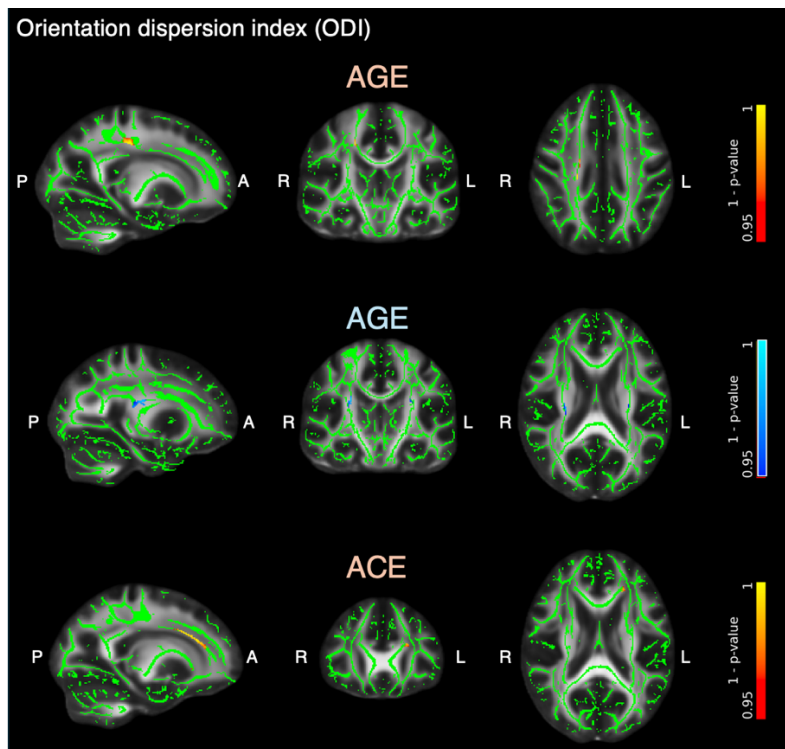 Orientation dispersion index (ODI)
AGE
P A R L R L
0.95 1 - p-value 1
AGE
P A R L R L
0.95 1 - p-value 1
ACE
P A R L R L
0.95 1 - p-value 1